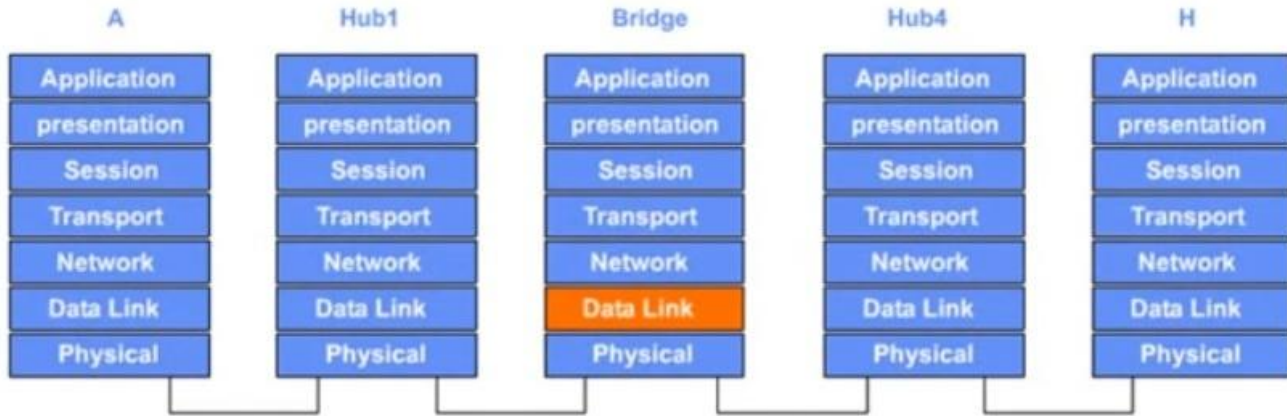 A Hub1 Bridge Hub4 H
Application Application Application Application Application
presentation presentation presentation presentation presentation
Session Session Session Session Session
Transport Transport Transport Transport Transport
Network Network Network Network Network
Data Link Data Link Data Link Data Link Data Link
Physical Physical Physical Physical Physical